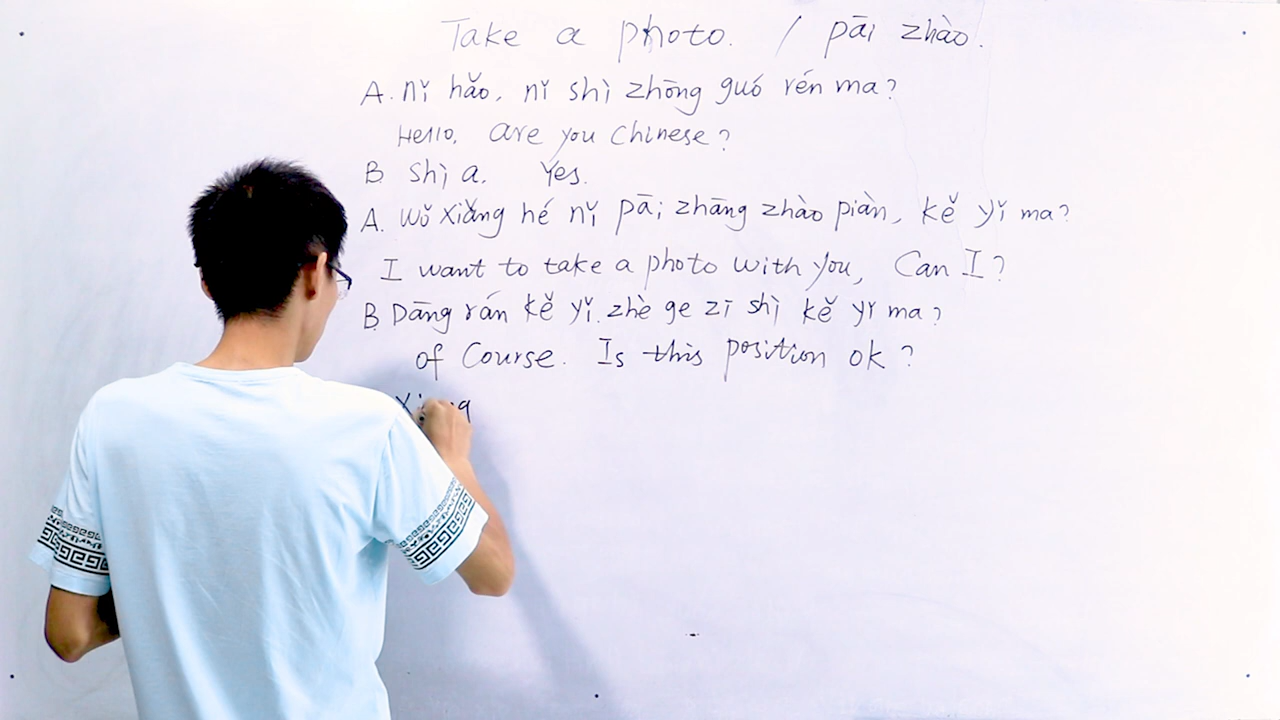 Take a photo. / pāi zhào.
A. nǐ hǎo, nǐ shì zhōng guó rén ma?
Hello, are you Chinese?
B shì a. Yes.
A. Wǒ xiǎng hé nǐ pāi zhāng zhào piàn, kě yǐ ma?
I want to take a photo with you, Can I?
B Dāng rán kě yǐ. zhè ge zī shì kě yǐ ma?
of Course. Is this position ok?